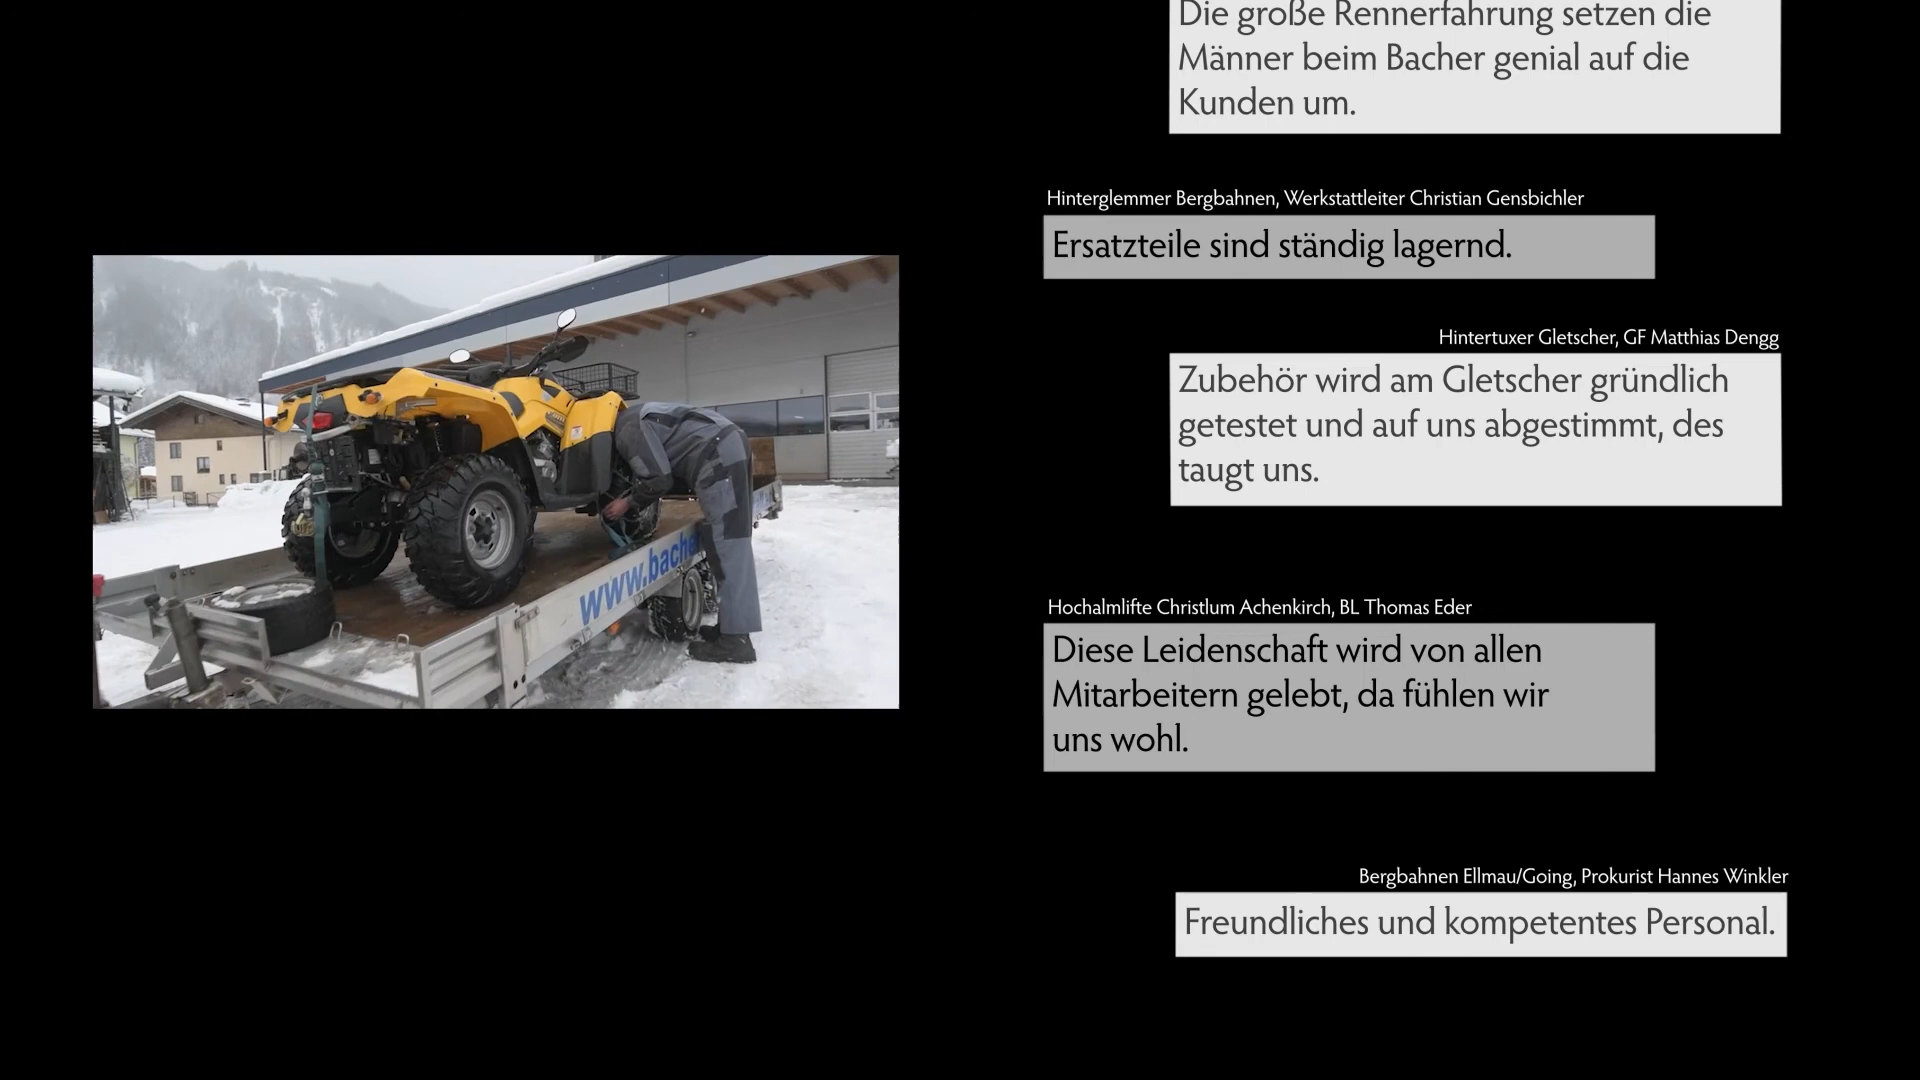 Die große Rennerfahrung setzen die
Männer beim Bacher genial auf die
Kunden um.
Hinterglemmer Bergbahnen, Werkstattleiter Christian Gensbichler
Ersatzteile sind ständig lagernd.
Hintertuxer Gletscher, GF Matthias Dengg
Zubehör wird am Gletscher gründlich
getestet und auf uns abgestimmt, des
taugt uns.
Hochalmlifte Christlum Achenkirch, BL Thomas Eder
Diese Leidenschaft wird von allen
Mitarbeitern gelebt, da fühlen wir
uns wohl.
Bergbahnen Ellmau/Going, Prokurist Hannes Winkler
Freundliches und kompetentes Personal.
www.bache